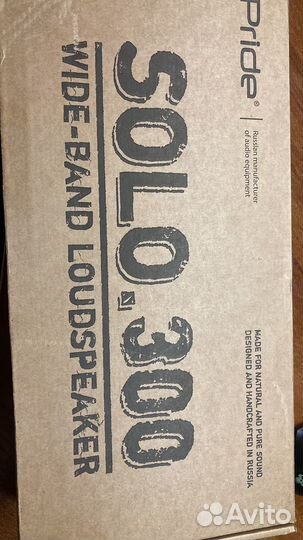 Pride®
Russian manufacturer
of audio equipment
SOLO.300
WIDE-BAND LOUDSPEAKER
MADE FOR NATURAL AND PURE SOUND
DESIGNED AND HANDCRAFTED IN RUSSIA
Avito